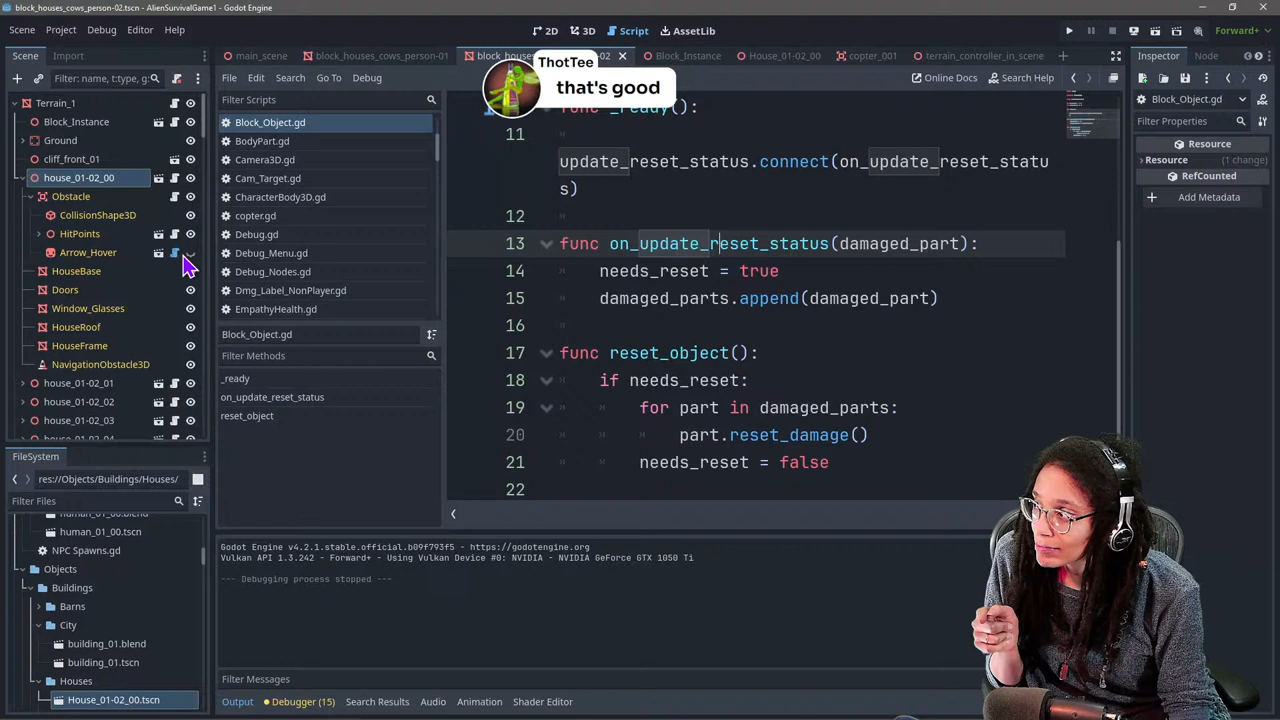 block_houses_cows_person-02.tscn - AlienSurvivalGame1 - Godot Engine
Scene Project Debug Editor Help
2D 3D Script AssetLib
Forward+
Scene Import
main_scene block_houses_cows_person-01 Block_Instance House_01-02_00 copter_001 terrain_controller_in_scene
Inspector Node
ThotTee
that's good
Filter: name, t:type, g:
File Edit Search Go To Debug
Online Docs Search Help
Terrain_1
Block_Instance
Ground
cliff_front_01
house_01-02_00
Obstacle
CollisionShape3D
HitPoints
Arrow_Hover
HouseBase
Doors
Window_Glasses
HouseRoof
HouseFrame
NavigationObstacle3D
house_01-02_01
house_01-02_02
house_01-02_03
house_01-02_04
Filter Scripts
Block_Object.gd
BodyPart.gd
Camera3D.gd
Cam_Target.gd
CharacterBody3D.gd
copter.gd
Debug.gd
Debug_Menu.gd
Debug_Nodes.gd
Dmg_Label_NonPlayer.gd
EmpathyHealth.gd
Block_Object.gd
Filter Methods
_ready
on_update_reset_status
reset_object
func _ready():
11
update_reset_status.connect(on_update_reset_statu
s)
12
13 func on_update_reset_status(damaged_part):
14 needs_reset = true
15 damaged_parts.append(damaged_part)
16
17 func reset_object():
18 if needs_reset:
19 for part in damaged_parts:
20 part.reset_damage()
21 needs_reset = false
22
Block_Object.gd
Filter Properties
Resource
Resource (1 change)
RefCounted
Add Metadata
FileSystem
res://Objects/Buildings/Houses/
Filter Files
human_01_00.tscn
NPC Spawns.gd
Objects
Buildings
Barns
City
building_01.blend
building_01.tscn
Houses
House_01-02_00.tscn
Godot Engine v4.2.1.stable.official.b09f793f5 - https://godotengine.org
Vulkan API 1.3.242 - Forward+ - Using Vulkan Device #0: NVIDIA - NVIDIA GeForce GTX 1050 Ti
--- Debugging process stopped ---
Filter Messages
Output Debugger (15) Search Results Audio Animation Shader Editor